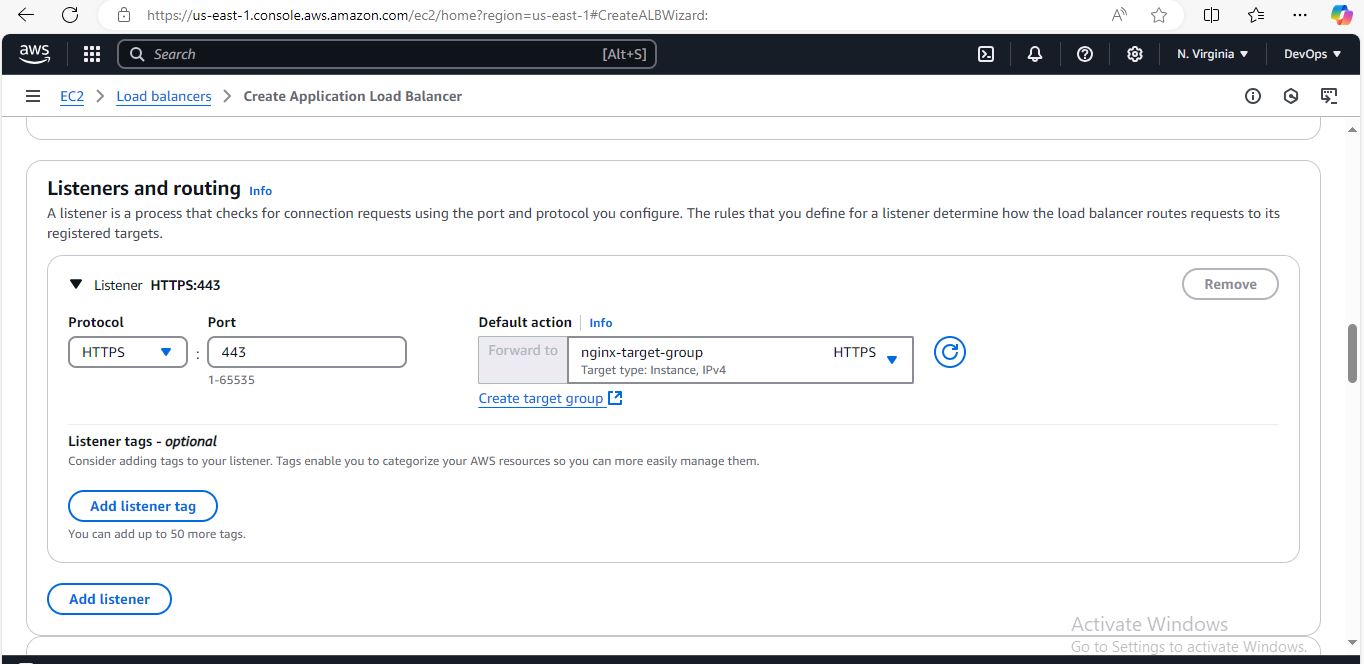 https://us-east-1.console.aws.amazon.com/ec2/home?region=us-east-1#CreateALBWizard:
aws
Search [Alt+S]
N. Virginia ▼
DevOps ▼
EC2 > Load balancers > Create Application Load Balancer
Listeners and routing Info
A listener is a process that checks for connection requests using the port and protocol you configure. The rules that you define for a listener determine how the load balancer routes requests to its
registered targets.
▼ Listener HTTPS:443
Remove
Protocol
Port
Default action | Info
HTTPS ▼ : 443
Forward to
nginx-target-group HTTPS ▼
Target type: Instance, IPv4
1-65535
Create target group
Listener tags - optional
Consider adding tags to your listener. Tags enable you to categorize your AWS resources so you can more easily manage them.
Add listener tag
You can add up to 50 more tags.
Add listener
Activate Windows
Go to Settings to activate Windows.